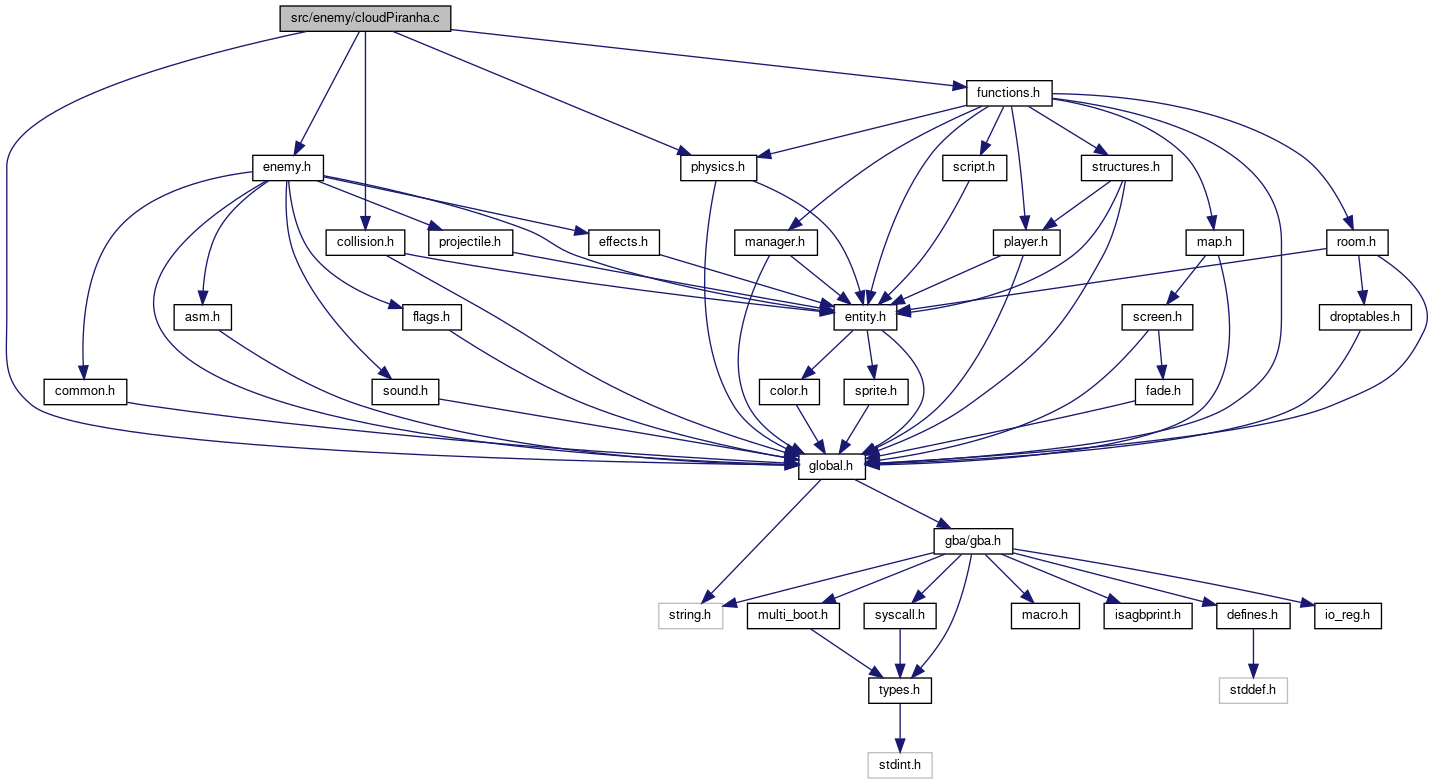 src/enemy/cloudPiranha.c
functions.h
enemy.h
physics.h
script.h
structures.h
collision.h
projectile.h
effects.h
manager.h
player.h
map.h
room.h
asm.h
flags.h
entity.h
screen.h
droptables.h
common.h
sound.h
color.h
sprite.h
fade.h
global.h
gba/gba.h
string.h
multi_boot.h
syscall.h
macro.h
isagbprint.h
defines.h
io_reg.h
types.h
stddef.h
stdint.h